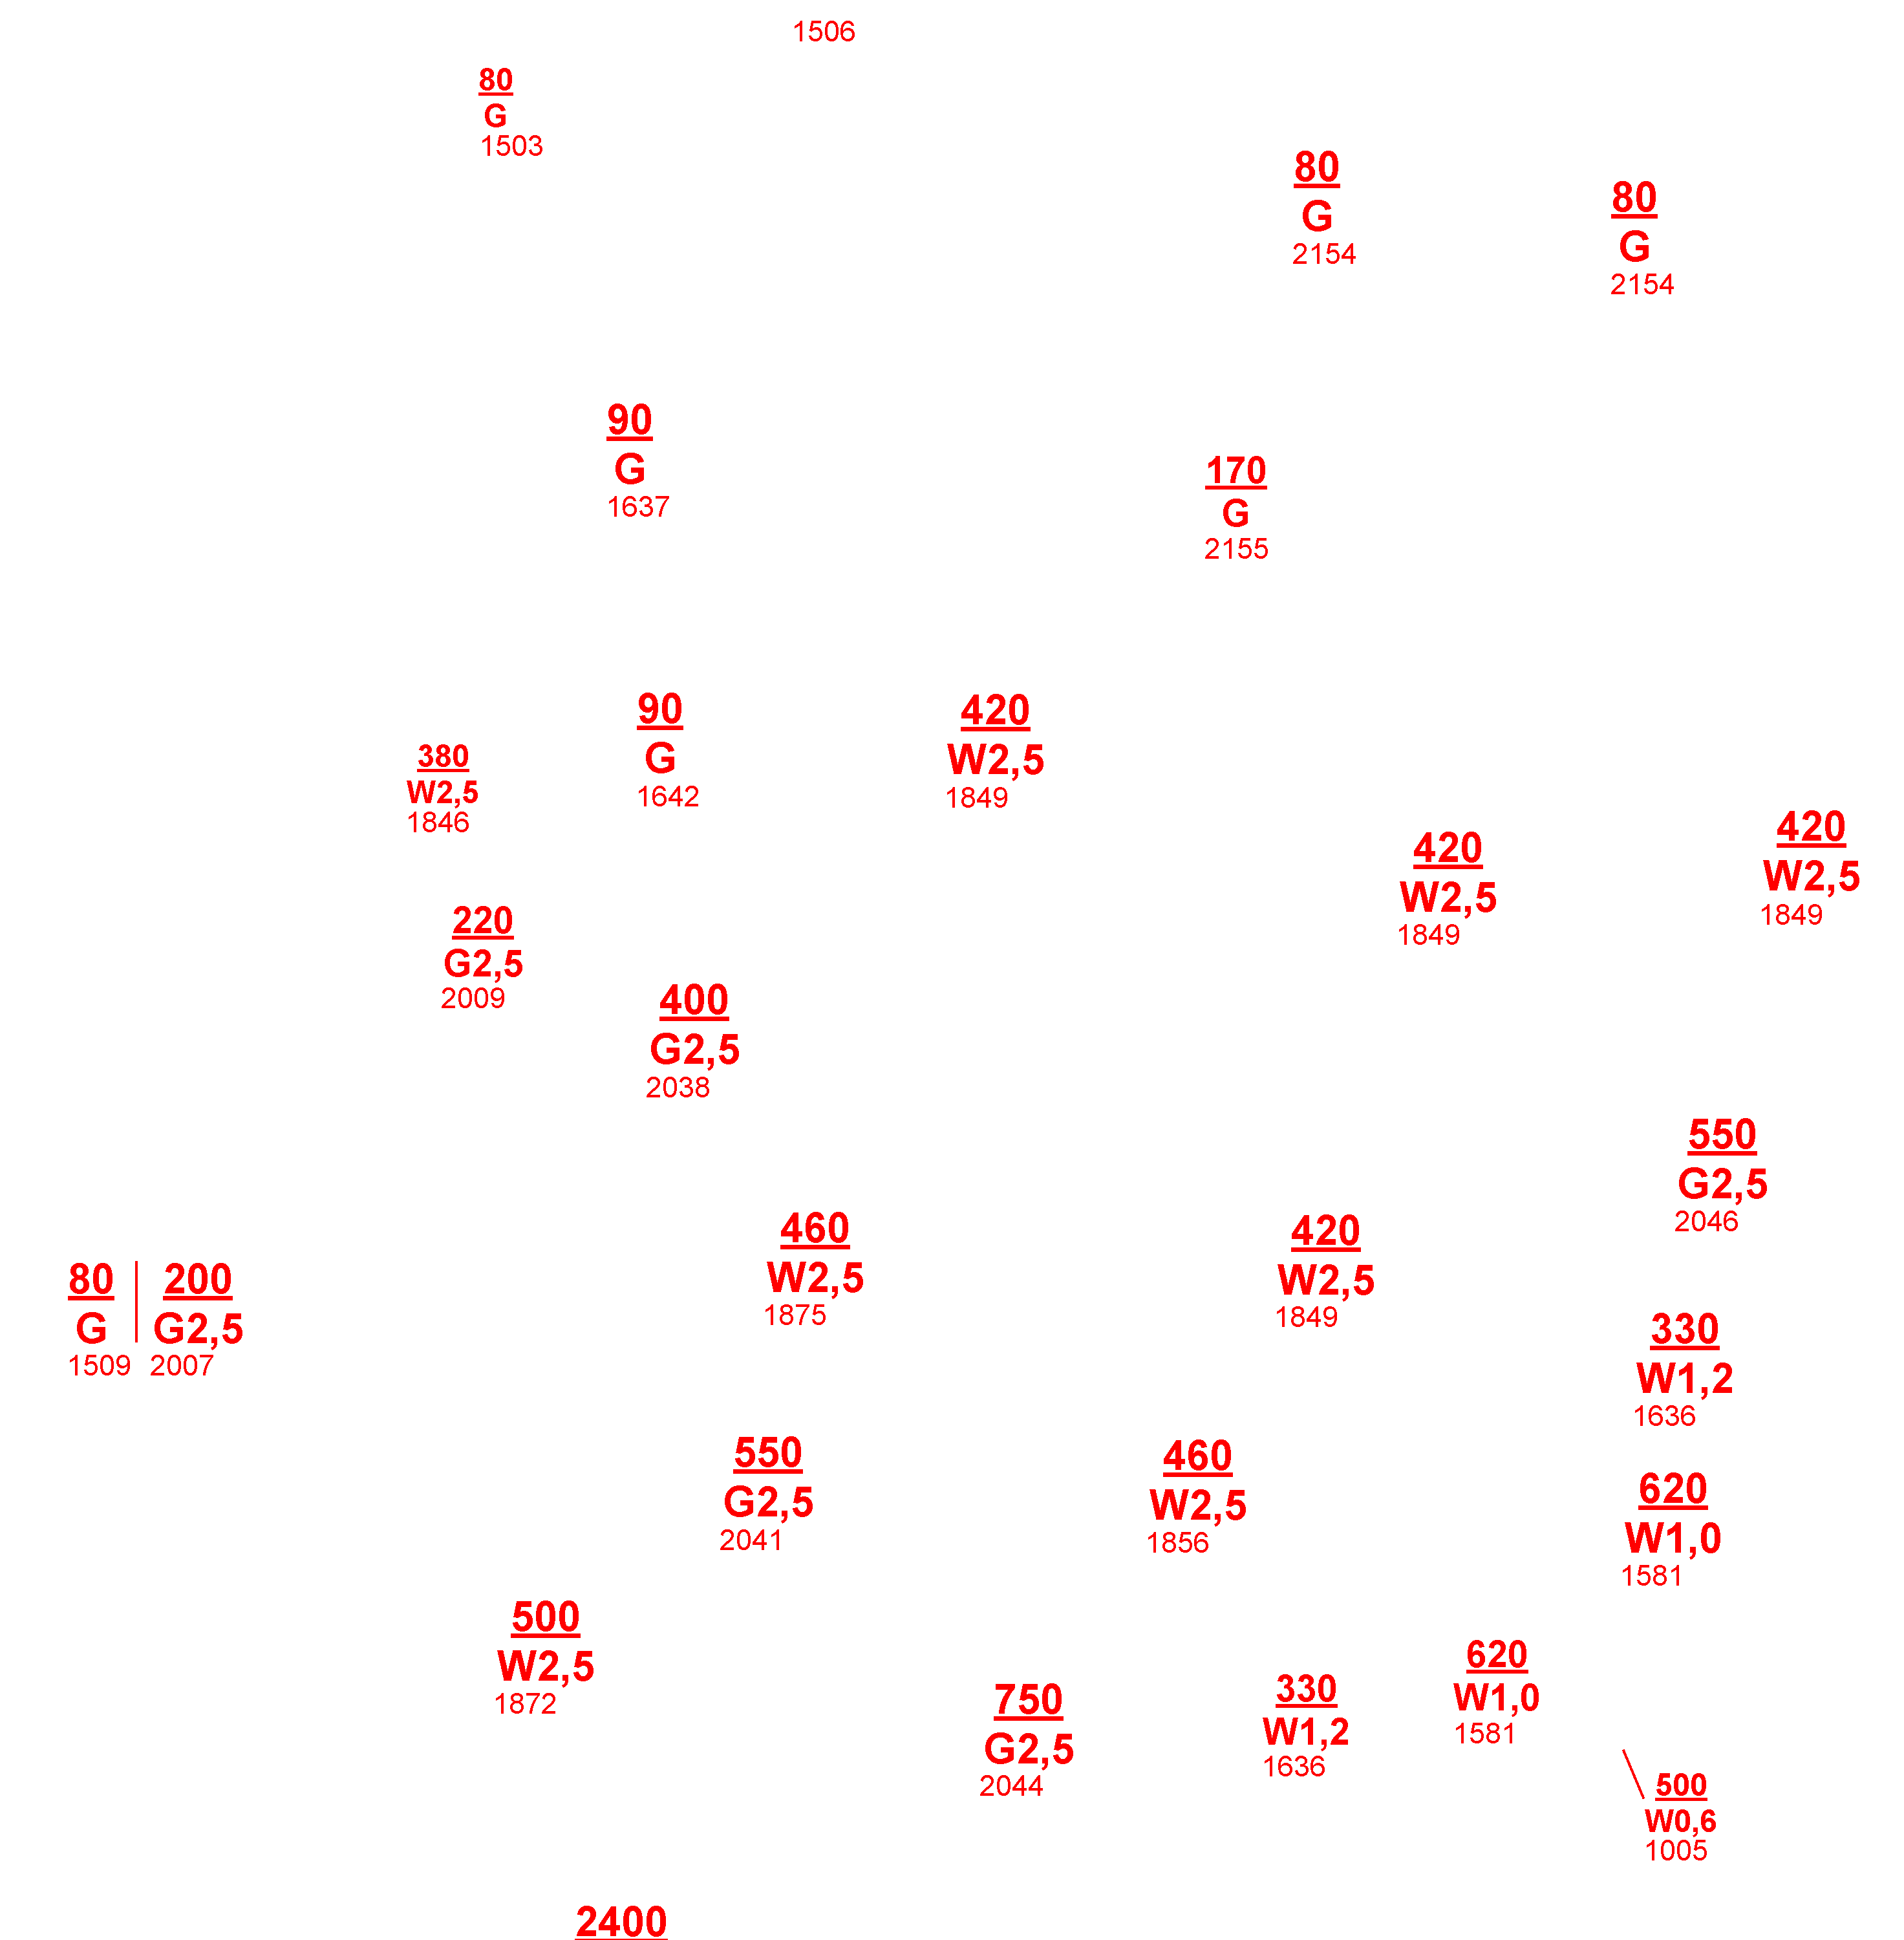 1506
80
G
1503
80
G
2154
80
G
2154
90
G
1637
170
G
2155
90
G
1642
420
W2,5
1849
380
W2,5
1846
420
W2,5
1849
420
W2,5
1849
220
G2,5
2009
400
G2,5
2038
550
G2,5
2046
460
W2,5
1875
420
W2,5
1849
80 | 200
G | G2,5
1509 2007
330
W1,2
1636
550
G2,5
2041
460
W2,5
1856
620
W1,0
1581
500
W2,5
1872
620
W1,0
1581
750
G2,5
2044
330
W1,2
1636
500
W0,6
1005
2400